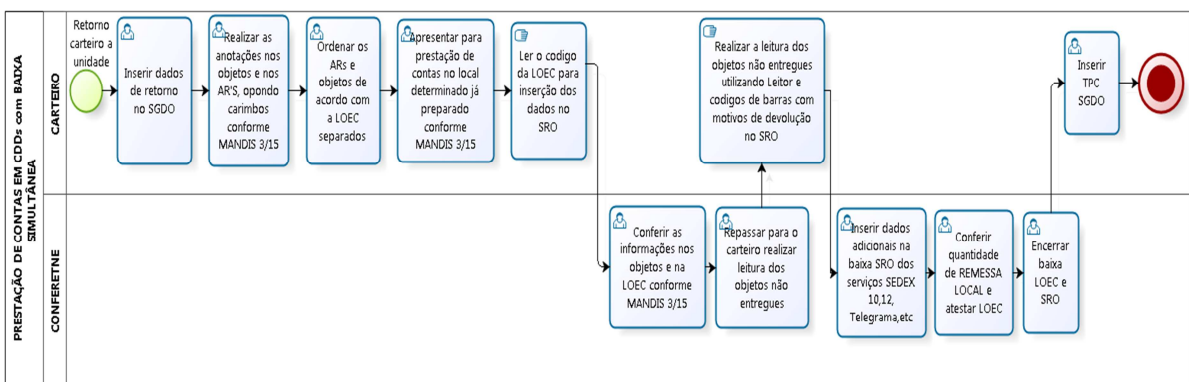 PRESTAÇÃO DE CONTAS EM CDDs com BAIXA
SIMULTÂNEA
CARTEIRO
Retorno
carteiro a
unidade
Inserir dados
de retorno
no SGDO
Realizar as
anotações nos
objetos e nos
AR'S, opondo
carimbos
conforme
MANDIS 3/15
Ordenar os
ARs e
objetos de
acordo com
a LOEC
separados
Apresentar para
prestação de
contas no local
determinado já
preparado
conforme
MANDIS 3/15
Ler o codigo
da LOEC para
inserção dos
dados no
SRO
Realizar a leitura dos
objetos não entregues
utilizando Leitor e
codigos de barras com
motivos de devolução
no SRO
Inserir
TPC
SGDO
CONFERETNE
Conferir as
informações nos
objetos e na
LOEC conforme
MANDIS 3/15
Repassar para o
carteiro realizar
leitura dos
objetos não
entregues
Inserir dados
adicionais na
baixa SRO dos
serviços SEDEX
10,12,
Telegrama,etc
Conferir
quantidade
de REMESSA
LOCAL e
atestar LOEC
Encerrar
baixa
LOEC e
SRO